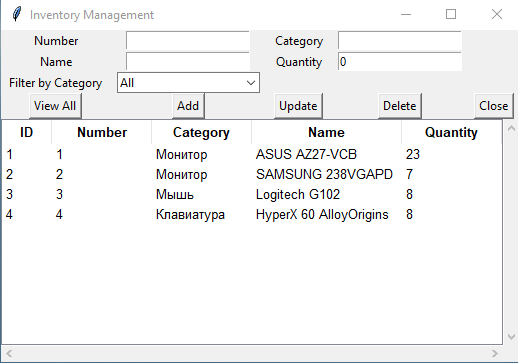 Inventory Management
Number Category
Name Quantity 0
Filter by Category All
View All Add Update Delete Close
ID Number Category Name Quantity
1 1 Монитор ASUS AZ27-VCB 23
2 2 Монитор SAMSUNG 238VGAPD 7
3 3 Мышь Logitech G102 8
4 4 Клавиатура HyperX 60 AlloyOrigins 8